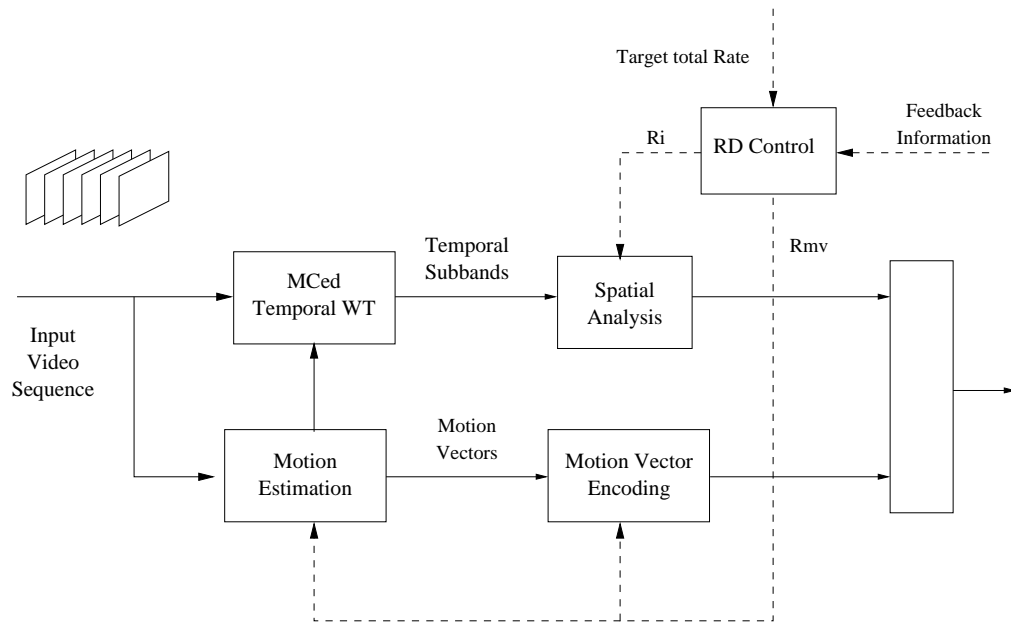 Target total Rate
Feedback
Information
Ri
RD Control
Rmv
Temporal
Subbands
MCed
Temporal WT
Spatial
Analysis
Input
Video
Sequence
Motion
Vectors
Motion
Estimation
Motion Vector
Encoding